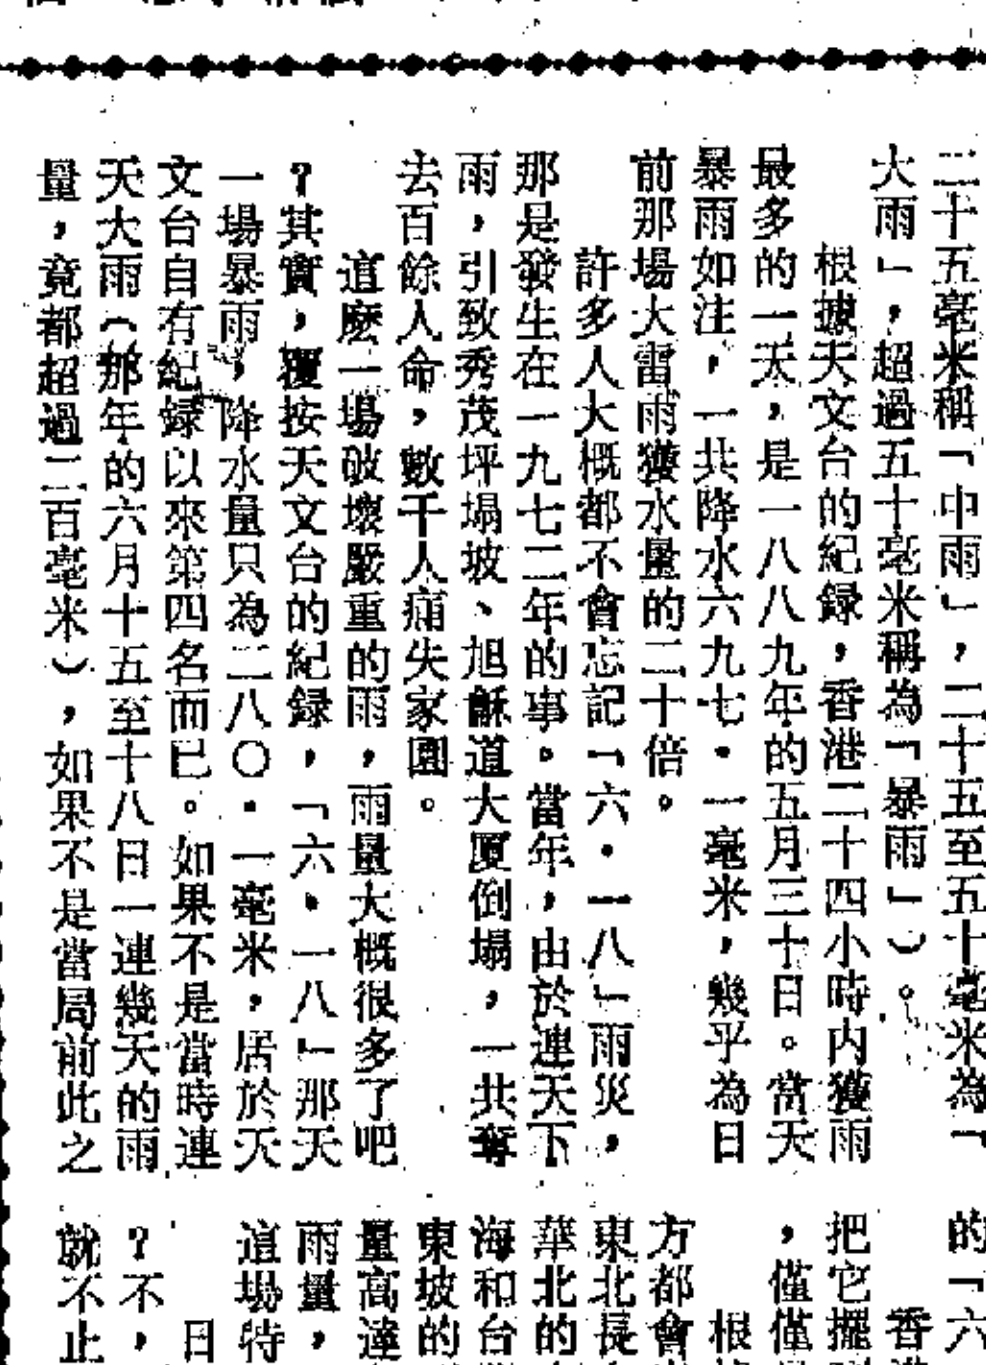 二十五毫米稱「中雨」，二十五至五十毫米為「
大雨」，超過五十毫米稱為「暴雨」）。
根據天文台的紀録，香港二十四小時内獲雨
最多的一天，是一八八九年的五月三十日。當天
暴雨如注，一共降水六九七·一毫米，幾乎為日
前那場大雷雨獲水量的二十倍。
許多人大概都不會忘記「六·一八」雨災，
那是發生在一九七二年的事。當年，由於連天下
雨，引致秀茂坪塌坡、旭龢道大厦倒塌，一共奪
去百餘人命，數千人痛失家園。
這麽一場破壞嚴重的雨，雨量大概很多了吧
？其實，覆按天文台的紀録，「六·一八」那天
一場暴雨，降水量只為二八〇·一毫米，居於天
文台自有紀録以來第四名而已。如果不是當時連
天大雨（那年的六月十五至十八日一連幾天的雨
量，竟都超過二百毫米），如果不是當局前此之
的「六
香
把它擺
，僅僅
根
方都會
東北長
華北的
海和台
東坡的
量高達
雨量，
這場特
日
？不，
就不止